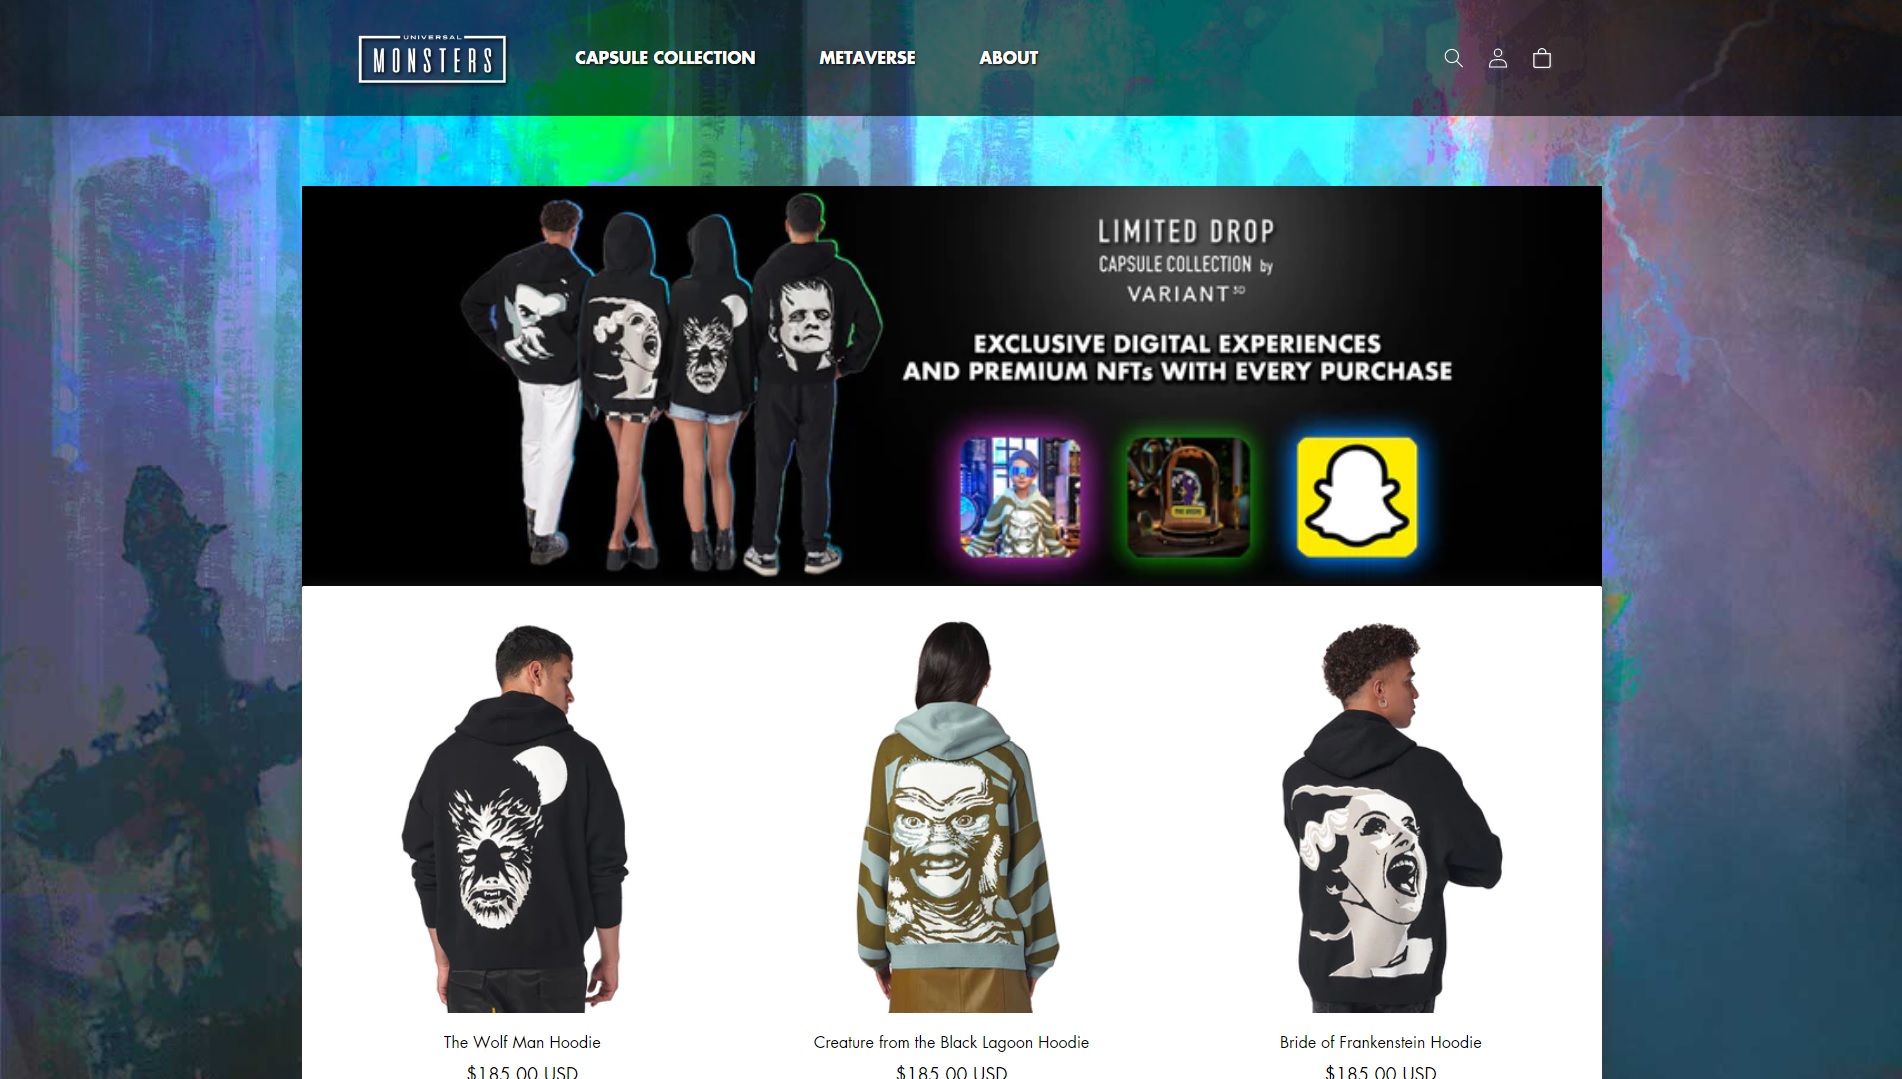 UNIVERSAL
MONSTERS
CAPSULE COLLECTION
METAVERSE
ABOUT
LIMITED DROP
CAPSULE COLLECTION by
VARIANT3D
EXCLUSIVE DIGITAL EXPERIENCES
AND PREMIUM NFTs WITH EVERY PURCHASE
The Wolf Man Hoodie
$185.00 USD
Creature from the Black Lagoon Hoodie
$185.00 USD
Bride of Frankenstein Hoodie
$185.00 USD